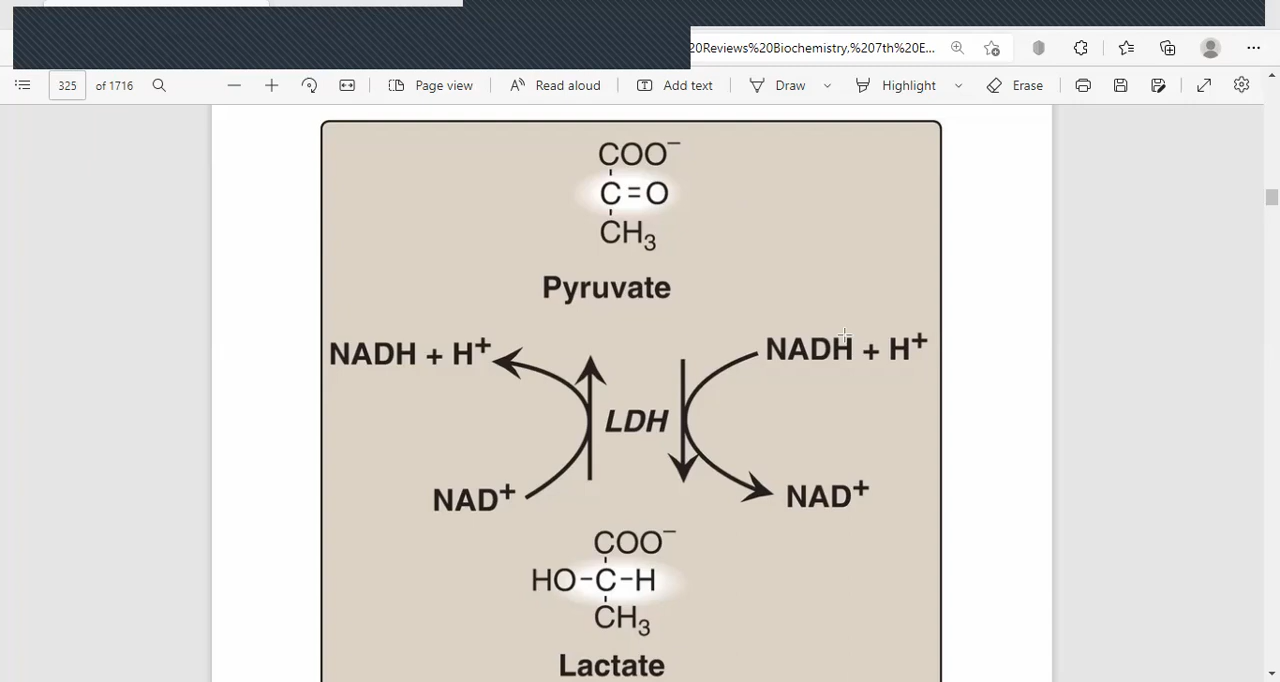 20Reviews%20Biochemistry.%207th%20E...
325 of 1716 Page view Read aloud Add text Draw Highlight Erase
COO⁻
C=O
CH₃
Pyruvate
NADH + H⁺ NADH + H⁺
LDH
NAD⁺ NAD⁺
COO⁻
HO-C-H
CH₃
Lactate